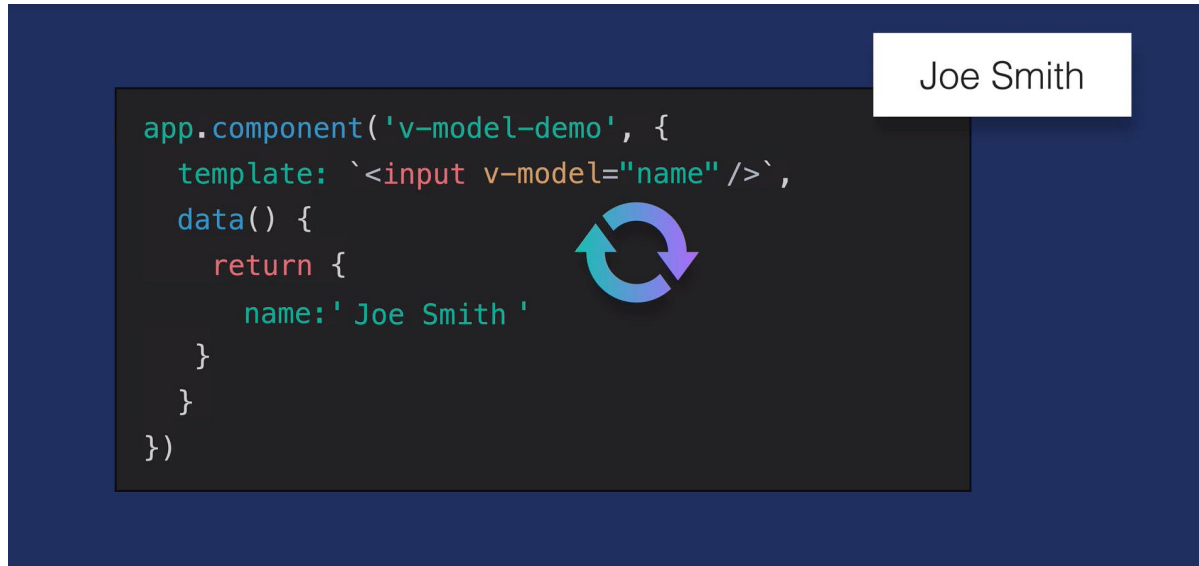 Joe Smith
app.component('v-model-demo', {
  template: `<input v-model="name"/>`,
  data() {
    return {
      name:' Joe Smith '
   }
  }
})